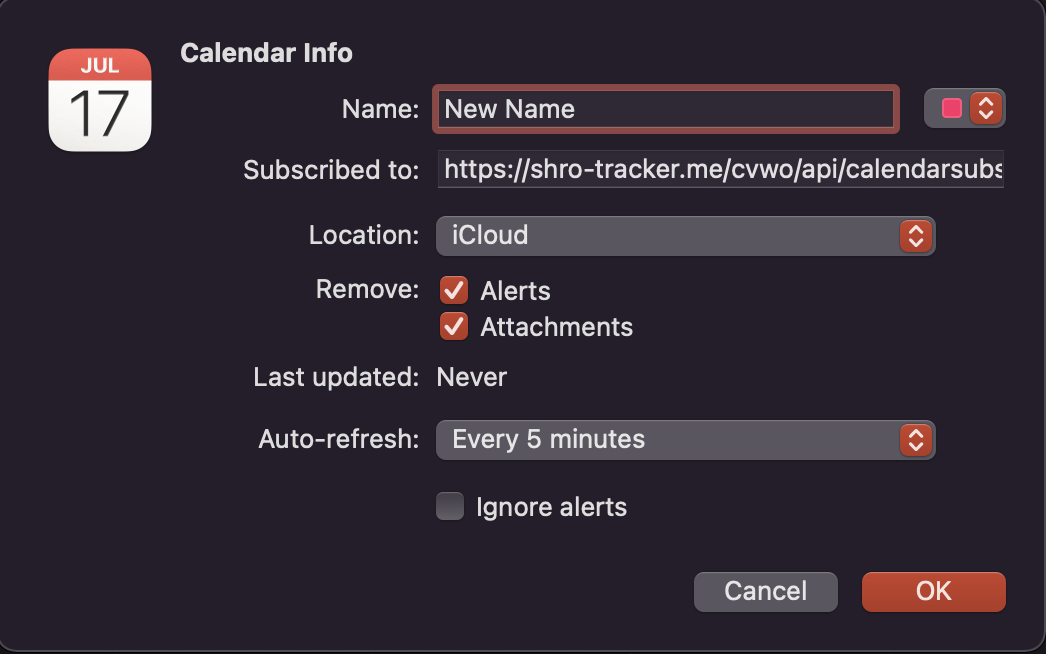 JUL
17
Calendar Info
Name: New Name
Subscribed to: https://shro-tracker.me/cvwo/api/calendarsubs
Location: iCloud
Remove: Alerts
Attachments
Last updated: Never
Auto-refresh: Every 5 minutes
Ignore alerts
Cancel OK